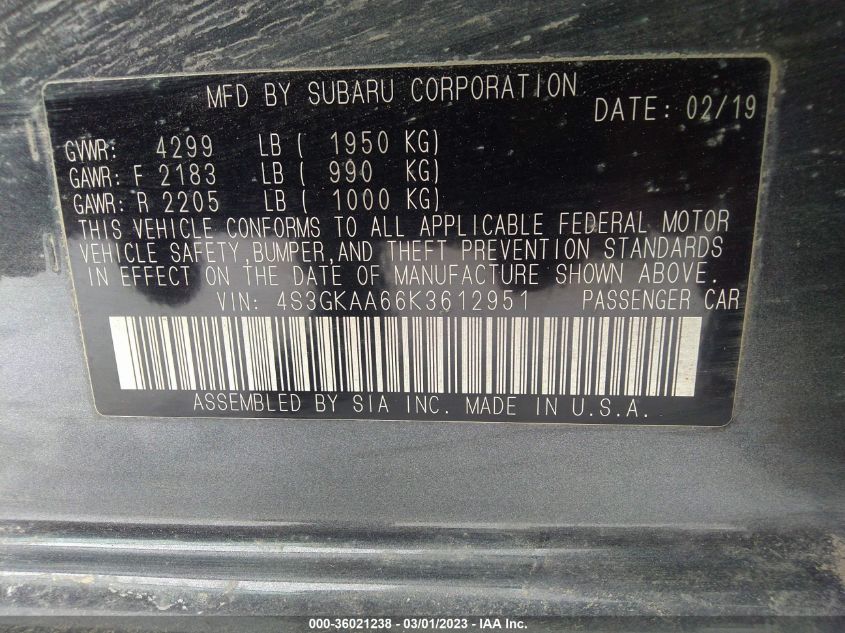 MFD BY SUBARU CORPORATION
DATE: 02/19
GVWR: 4299 LB ( 1950 KG)
GAWR: F 2183 LB ( 990 KG)
GAWR: R 2205 LB ( 1000 KG)
THIS VEHICLE CONFORMS TO ALL APPLICABLE FEDERAL MOTOR
VEHICLE SAFETY, BUMPER, AND THEFT PREVENTION STANDARDS
IN EFFECT ON THE DATE OF MANUFACTURE SHOWN ABOVE.
VIN: 4S3GKAA66K3612951 PASSENGER CAR
ASSEMBLED BY SIA INC. MADE IN U.S.A.
000-36021238 - 03/01/2023 - IAA Inc.